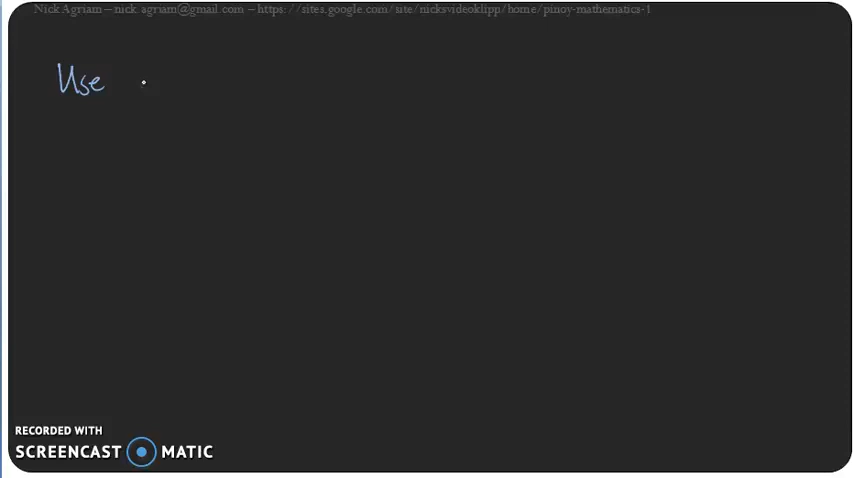 Nick Agriam – nick.agriam@gmail.com – https://sites.google.com/site/nicksvideoklipp/home/pinoy-mathematics-1
Use
RECORDED WITH
SCREENCAST MATIC